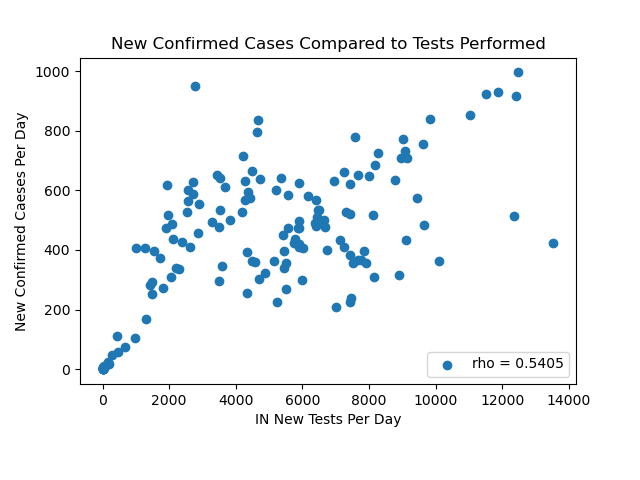 New Confirmed Cases Compared to Tests Performed
1000
800
600
400
200
0
New Confirmed Caeses Per Day
rho = 0.5405
0 2000 4000 6000 8000 10000 12000 14000
IN New Tests Per Day